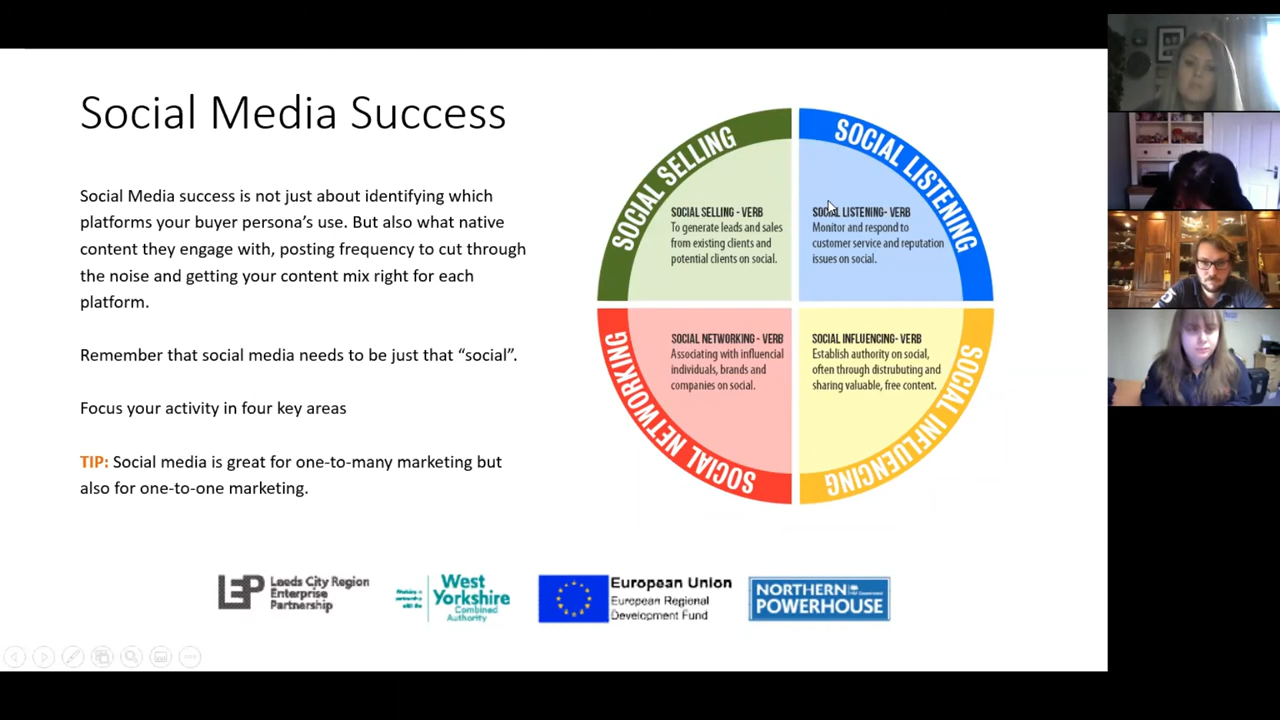 Social Media Success
Social Media success is not just about identifying which
platforms your buyer persona's use. But also what native
content they engage with, posting frequency to cut through
the noise and getting your content mix right for each
platform.
Remember that social media needs to be just that “social”.
Focus your activity in four key areas
TIP: Social media is great for one-to-many marketing but
also for one-to-one marketing.
SOCIAL SELLING
SOCIAL SELLING - VERB
To generate leads and sales
from existing clients and
potential clients on social.
SOCIAL LISTENING
SOCIAL LISTENING- VERB
Monitor and respond to
customer service and reputation
issues on social.
SOCIAL NETWORKING
SOCIAL NETWORKING - VERB
Associating with influencial
individuals, brands and
companies on social.
SOCIAL INFLUENCING
SOCIAL INFLUENCING- VERB
Establish authority on social,
often through distrubuting and
sharing valuable, free content.
LEP
Leeds City Region
Enterprise
Partnership
West
Yorkshire
Combined
Authority
European Union
European Regional
Development Fund
NORTHERN
POWERHOUSE